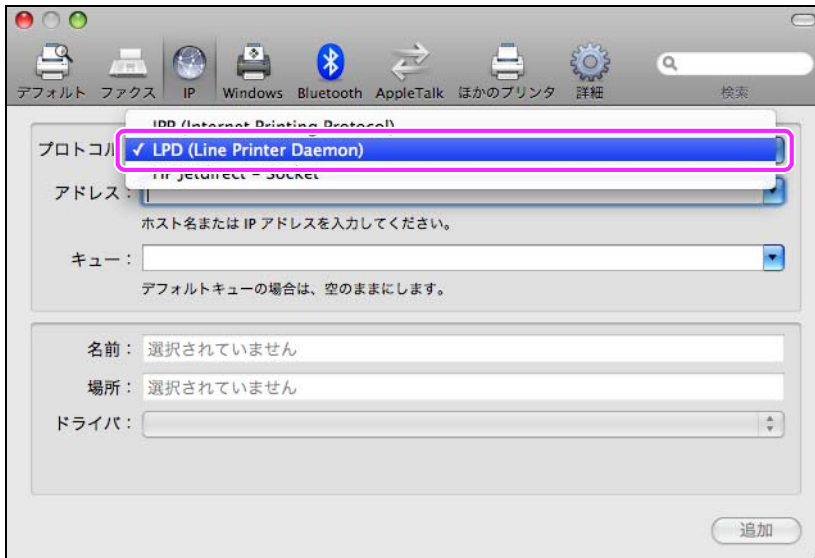 デフォルト ファクス IP Windows Bluetooth AppleTalk ほかのプリンタ 詳細 検索
IPP (Internet Printing Protocol)
プロトコル ✓ LPD (Line Printer Daemon)
HP Jetdirect – Socket
アドレス：
ホスト名または IP アドレスを入力してください。
キュー：
デフォルトキューの場合は、空のままにします。
名前： 選択されていません
場所： 選択されていません
ドライバ：
追加